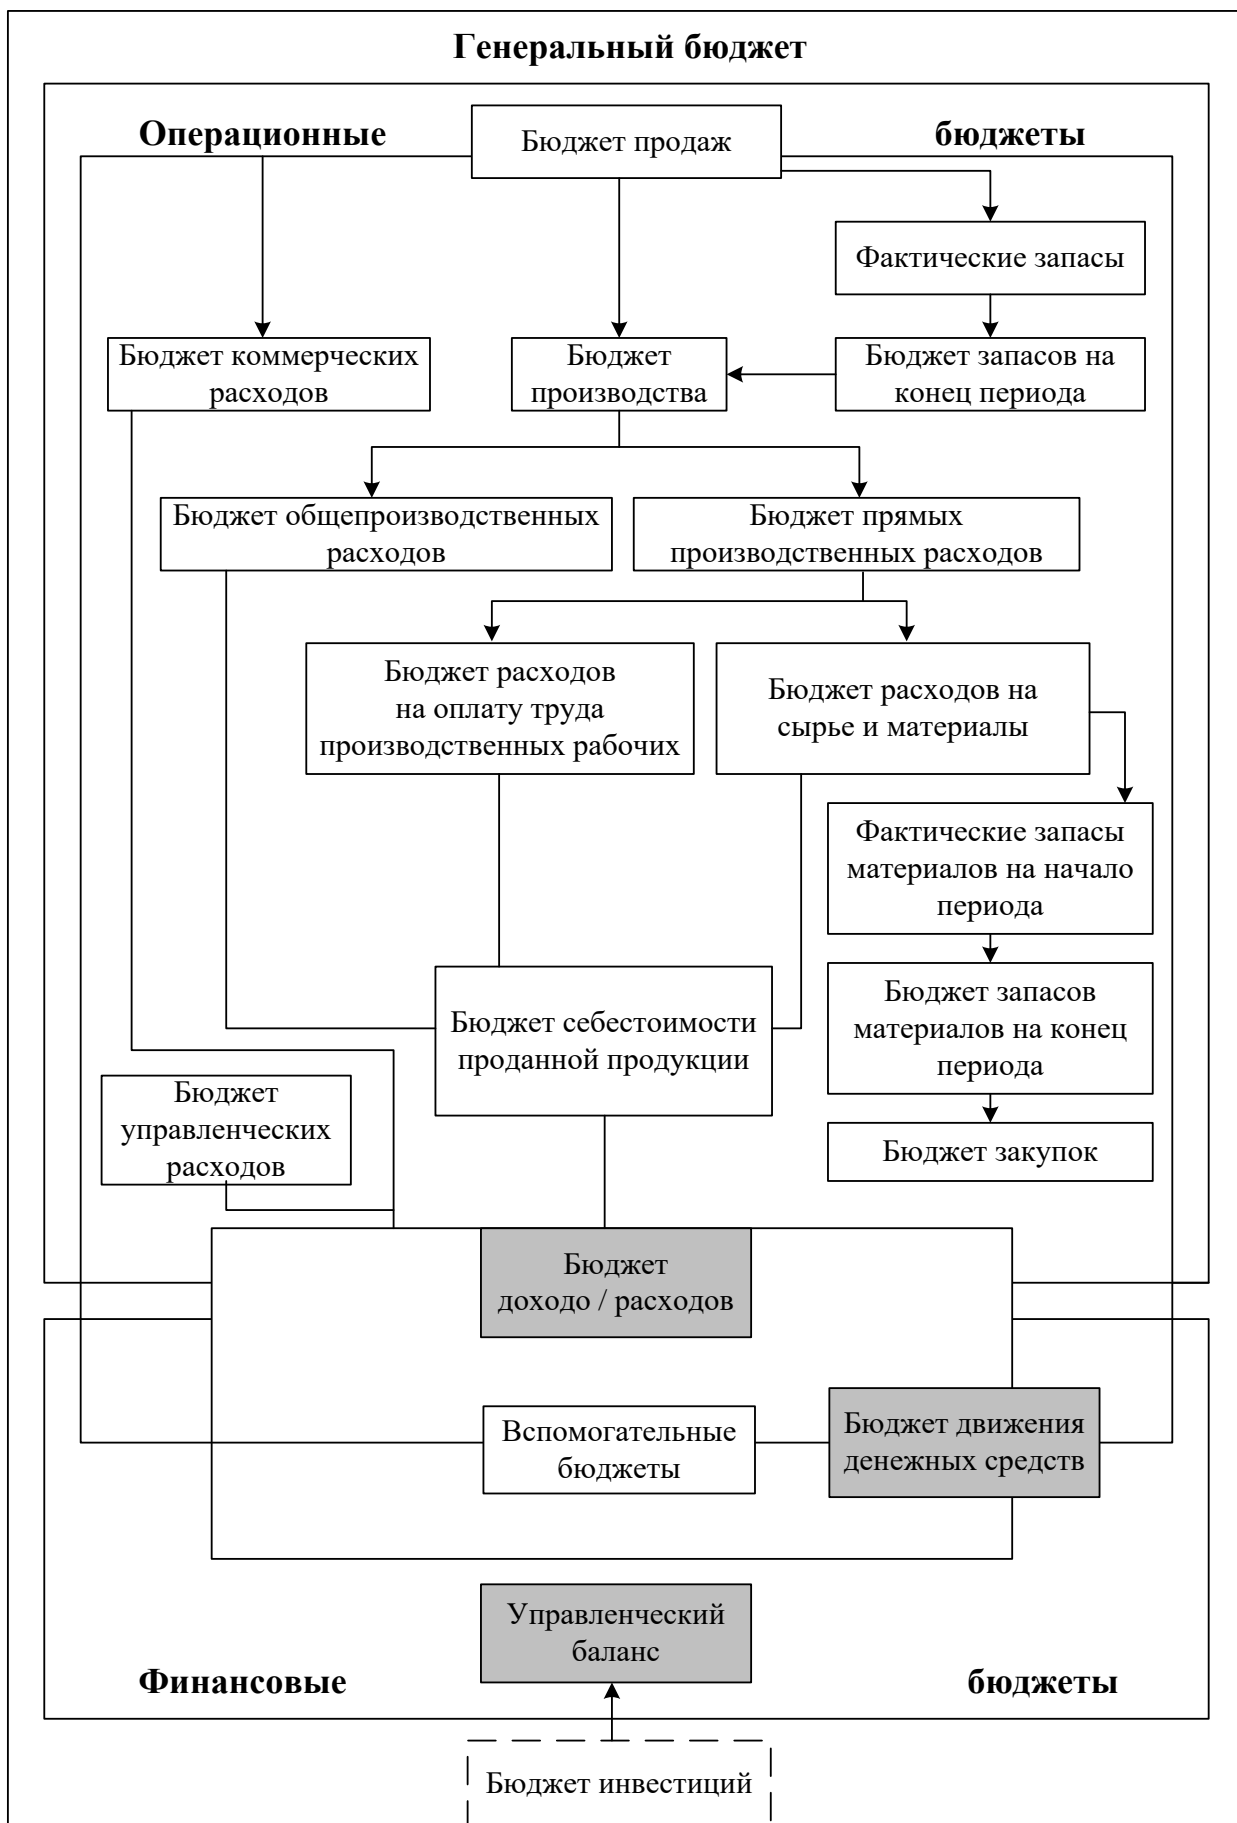 Генеральный бюджет
Операционные
бюджеты
Бюджет продаж
Фактические запасы
Бюджет коммерческих
расходов
Бюджет
производства
Бюджет запасов на
конец периода
Бюджет общепроизводственных
расходов
Бюджет прямых
производственных расходов
Бюджет расходов
на оплату труда
производственных рабочих
Бюджет расходов на
сырье и материалы
Фактические запасы
материалов на начало
периода
Бюджет себестоимости
проданной продукции
Бюджет запасов
материалов на конец
периода
Бюджет
управленческих
расходов
Бюджет закупок
Бюджет
доходо / расходов
Вспомогательные
бюджеты
Бюджет движения
денежных средств
Управленческий
баланс
Финансовые
бюджеты
Бюджет инвестиций